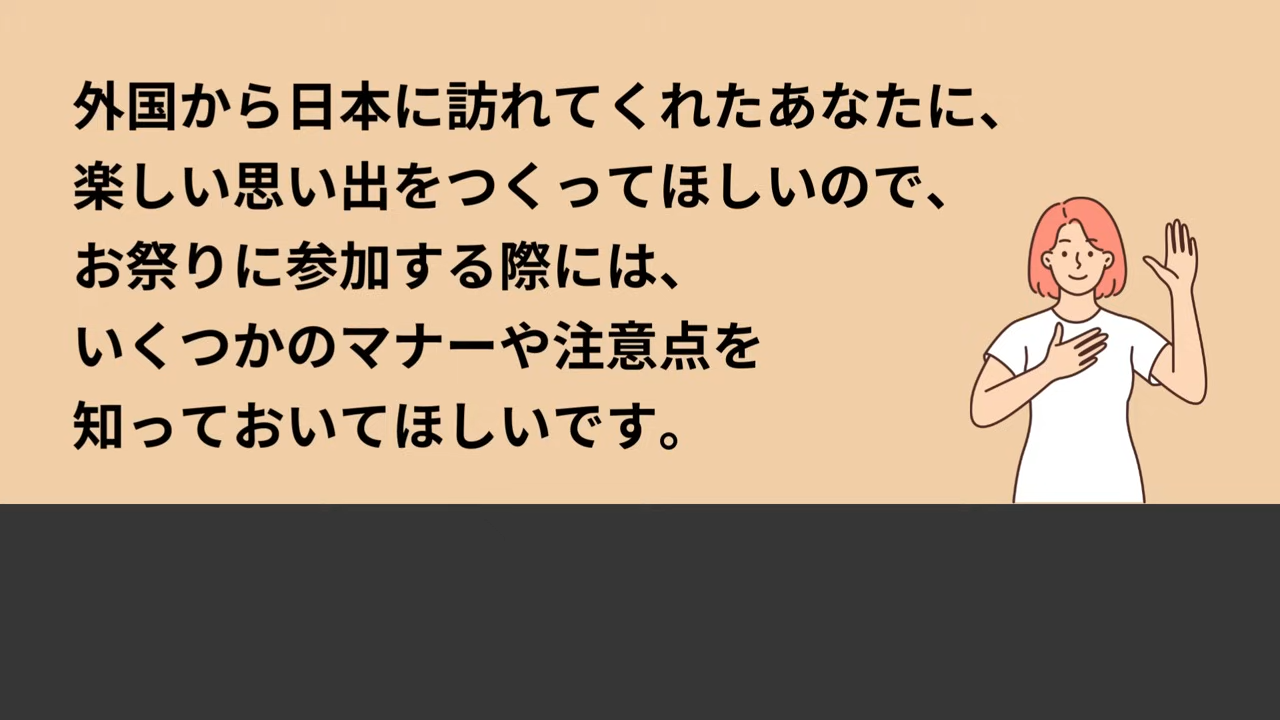 外国から日本に訪れてくれたあなたに、
楽しい思い出をつくってほしいので、
お祭りに参加する際には、
いくつかのマナーや注意点を
知っておいてほしいです。